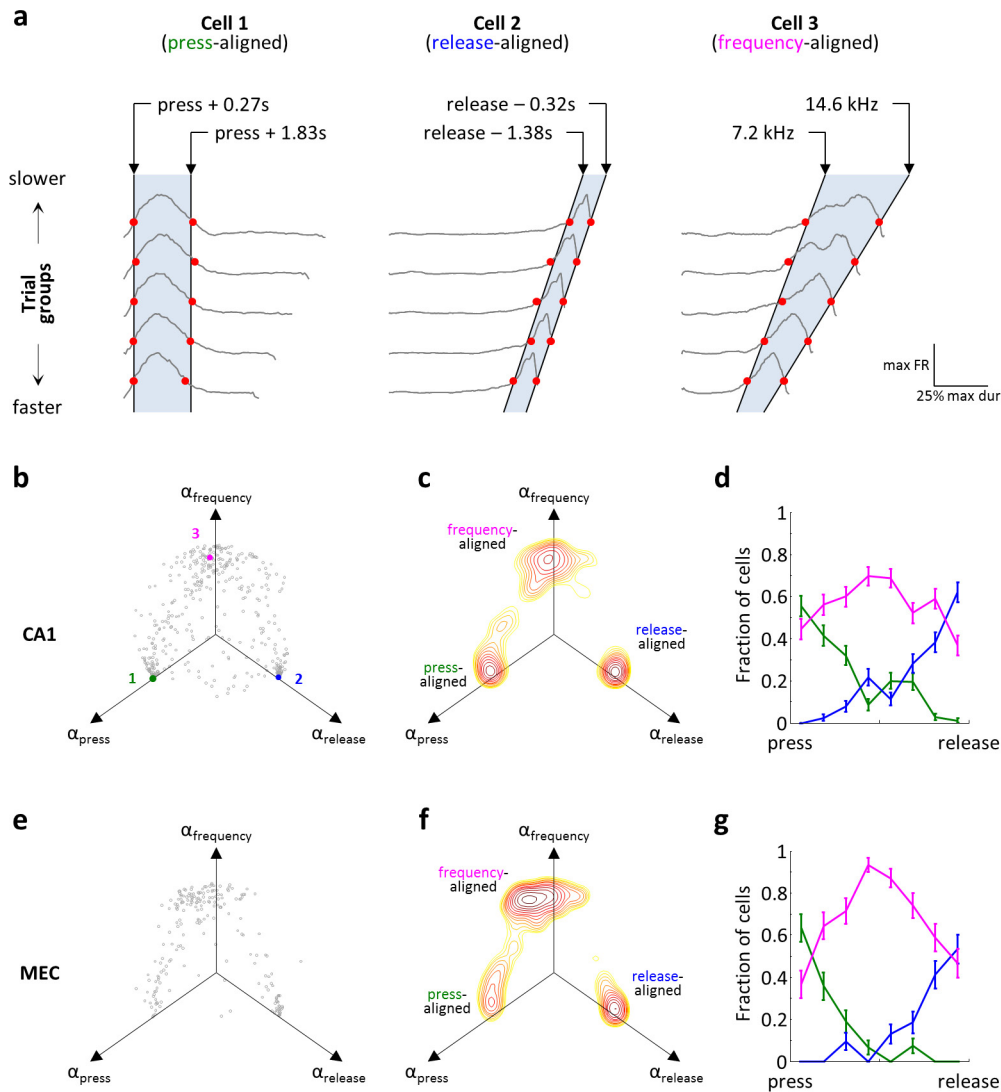 a
Cell 1
(press-aligned)
Cell 2
(release-aligned)
Cell 3
(frequency-aligned)
press + 0.27s
press + 1.83s
release – 0.32s
release – 1.38s
14.6 kHz
7.2 kHz
slower
Trial groups
faster
max FR
25% max dur
b
αfrequency
3
CA1
1
2
αpress
αrelease
c
αfrequency
frequency-aligned
release-aligned
press-aligned
αpress
αrelease
d
Fraction of cells
1
0.8
0.6
0.4
0.2
0
press
release
e
αfrequency
MEC
αpress
αrelease
f
αfrequency
frequency-aligned
release-aligned
press-aligned
αpress
αrelease
g
Fraction of cells
1
0.8
0.6
0.4
0.2
0
press
release